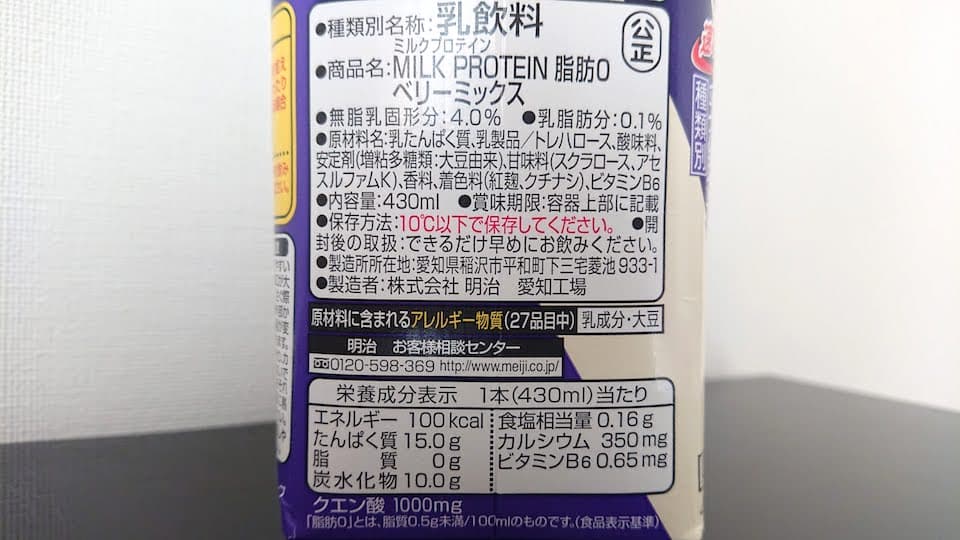 ●種類別名称:乳飲料
公正
ミルクプロテイン
●商品名:MILK PROTEIN 脂肪0
ベリーミックス
●無脂乳固形分:4.0% ●乳脂肪分:0.1%
●原材料名:乳たんぱく質、乳製品/トレハロース、酸味料、
安定剤(増粘多糖類:大豆由来)、甘味料(スクラロース、アセ
スルファムK)、香料、着色料(紅麹、クチナシ)、ビタミンB6
●内容量:430ml ●賞味期限:容器上部に記載
●保存方法:10℃以下で保存してください。 ●開
封後の取扱:できるだけ早めにお飲みください。
●製造所所在地:愛知県稲沢市平和町下三宅菱池 933-1
●製造者:株式会社 明治 愛知工場
原材料に含まれるアレルギー物質(27品目中) 乳成分・大豆
明治 お客様相談センター
0120-598-369 http://www.meiji.co.jp/
栄養成分表示 1本(430ml)当たり
エネルギー 100kcal
たんぱく質 15.0g
脂質 0g
炭水化物 10.0g
食塩相当量 0.16g
カルシウム 350mg
ビタミンB6 0.65mg
クエン酸 1000mg
「脂肪0」とは、脂質0.5g未満/100mlのものです。(食品表示基準)
種類別